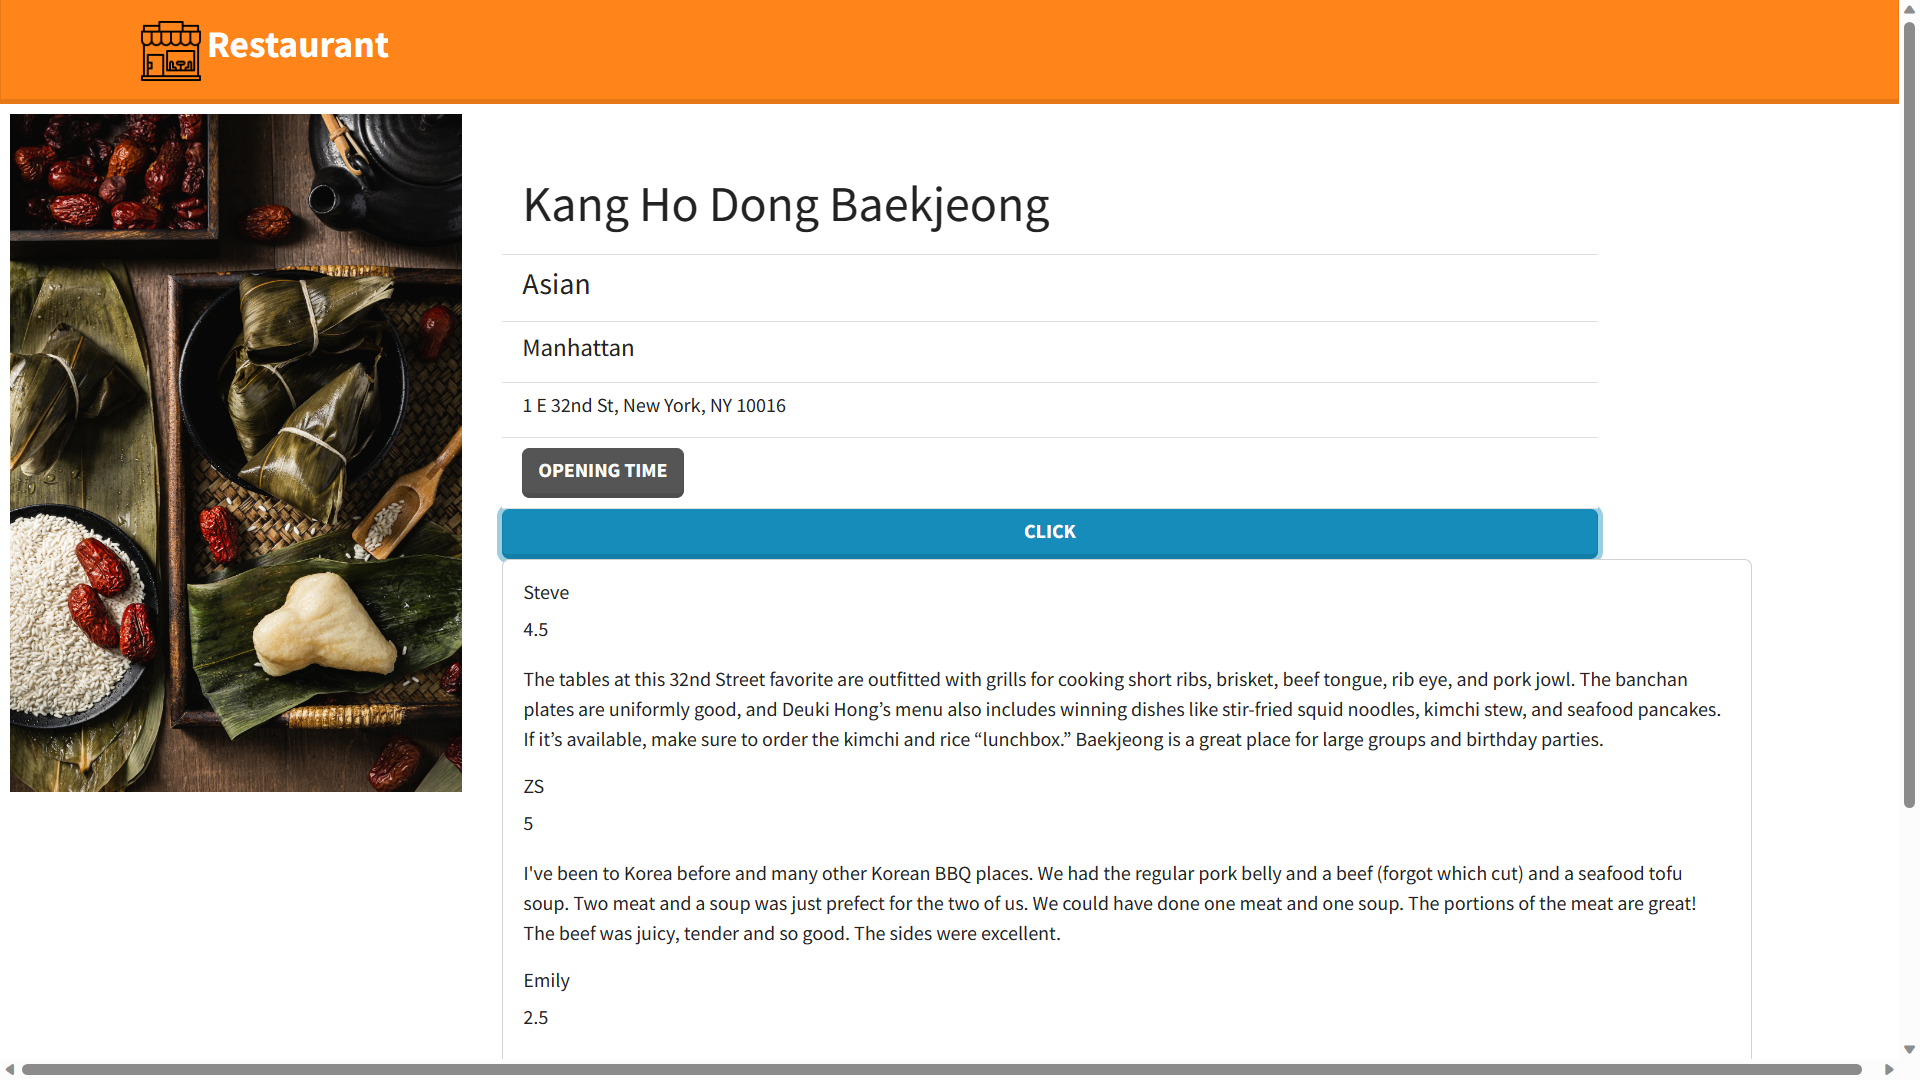 Restaurant
Kang Ho Dong Baekjeong
Asian
Manhattan
1 E 32nd St, New York, NY 10016
OPENING TIME
CLICK
Steve
4.5
The tables at this 32nd Street favorite are outfitted with grills for cooking short ribs, brisket, beef tongue, rib eye, and pork jowl. The banchan
plates are uniformly good, and Deuki Hong’s menu also includes winning dishes like stir-fried squid noodles, kimchi stew, and seafood pancakes.
If it’s available, make sure to order the kimchi and rice “lunchbox.” Baekjeong is a great place for large groups and birthday parties.
ZS
5
I've been to Korea before and many other Korean BBQ places. We had the regular pork belly and a beef (forgot which cut) and a seafood tofu
soup. Two meat and a soup was just prefect for the two of us. We could have done one meat and one soup. The portions of the meat are great!
The beef was juicy, tender and so good. The sides were excellent.
Emily
2.5